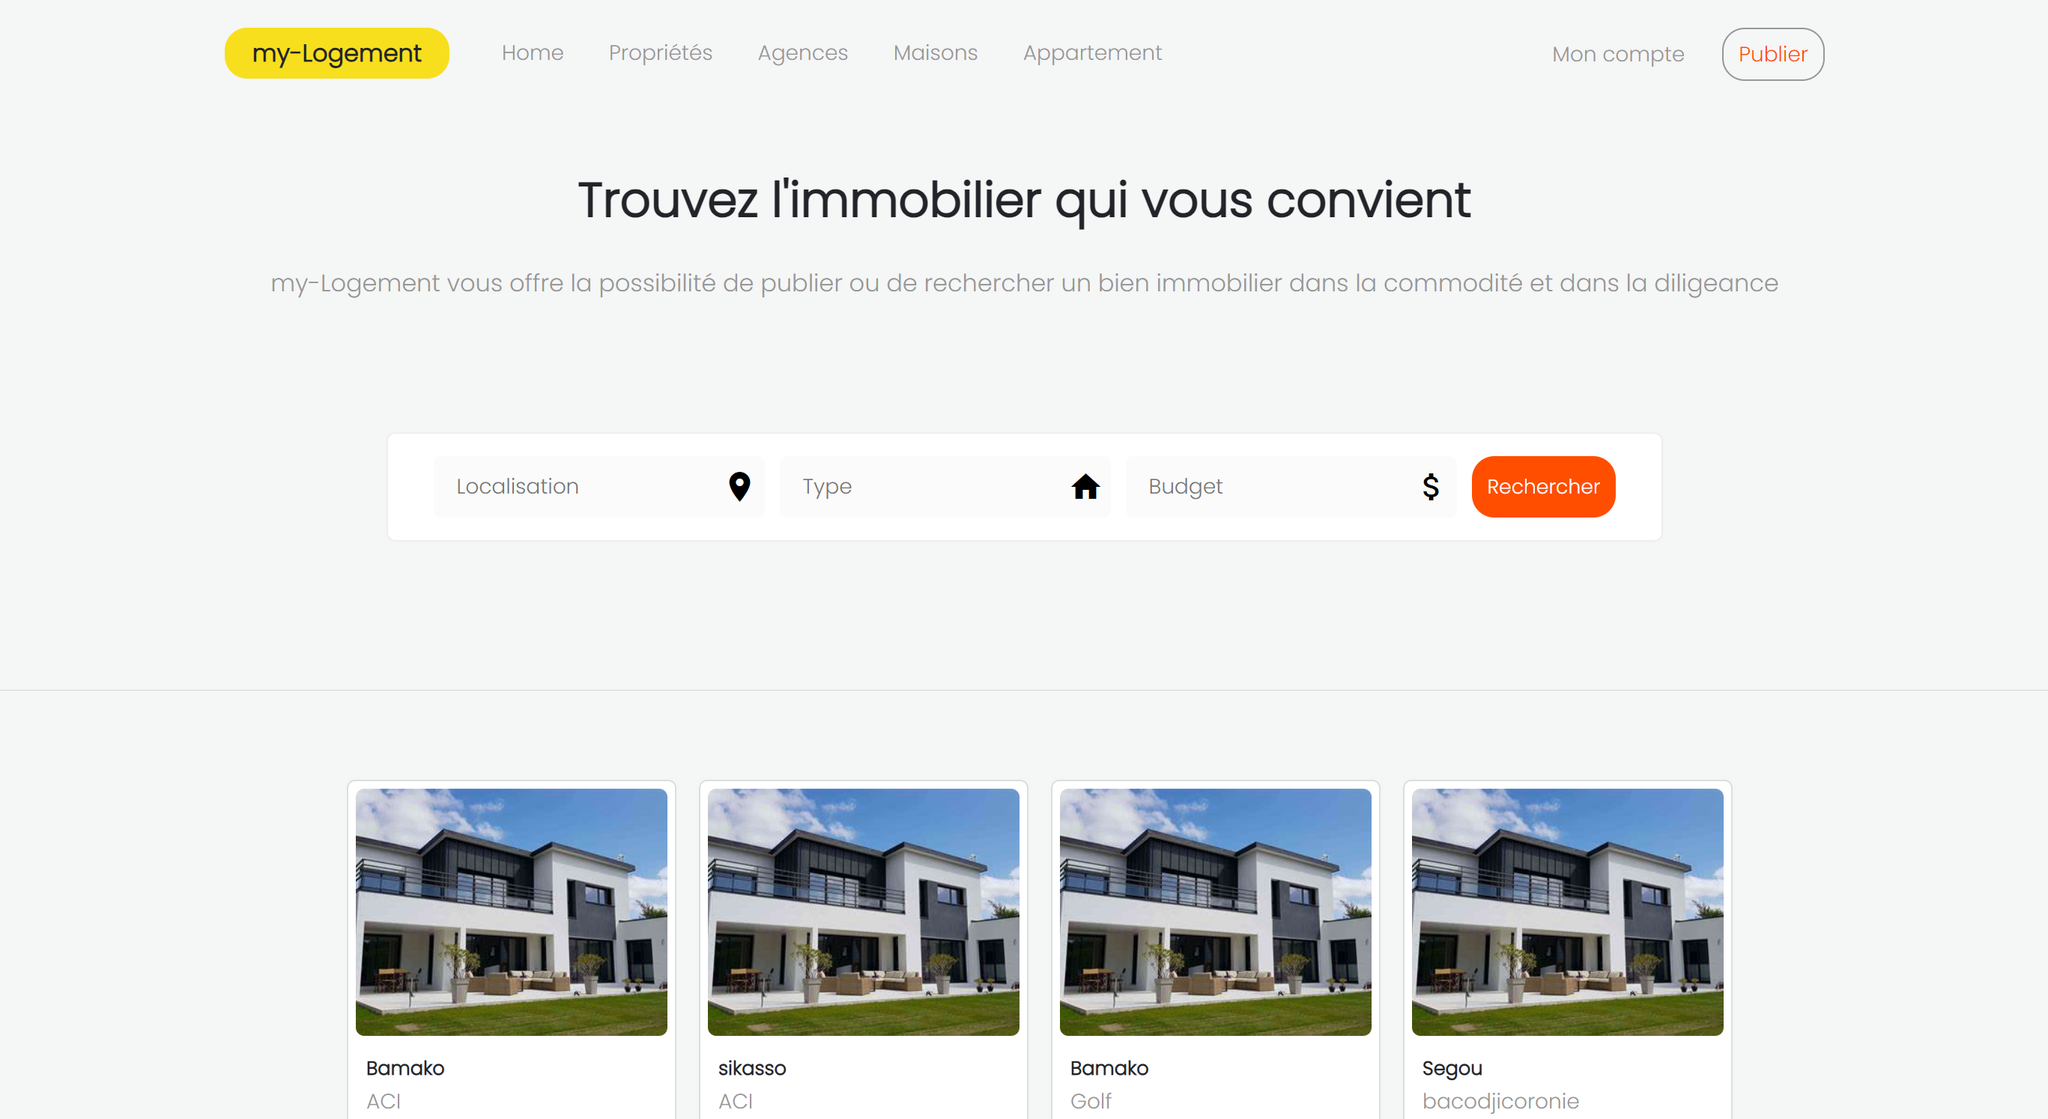 my-Logement Home Propriétés Agences Maisons Appartement Mon compte Publier
Trouvez l'immobilier qui vous convient
my-Logement vous offre la possibilité de publier ou de rechercher un bien immobilier dans la commodité et dans la diligeance
Localisation Type Budget $ Rechercher
Bamako sikasso Bamako Segou
ACI ACI Golf bacodjicoronie